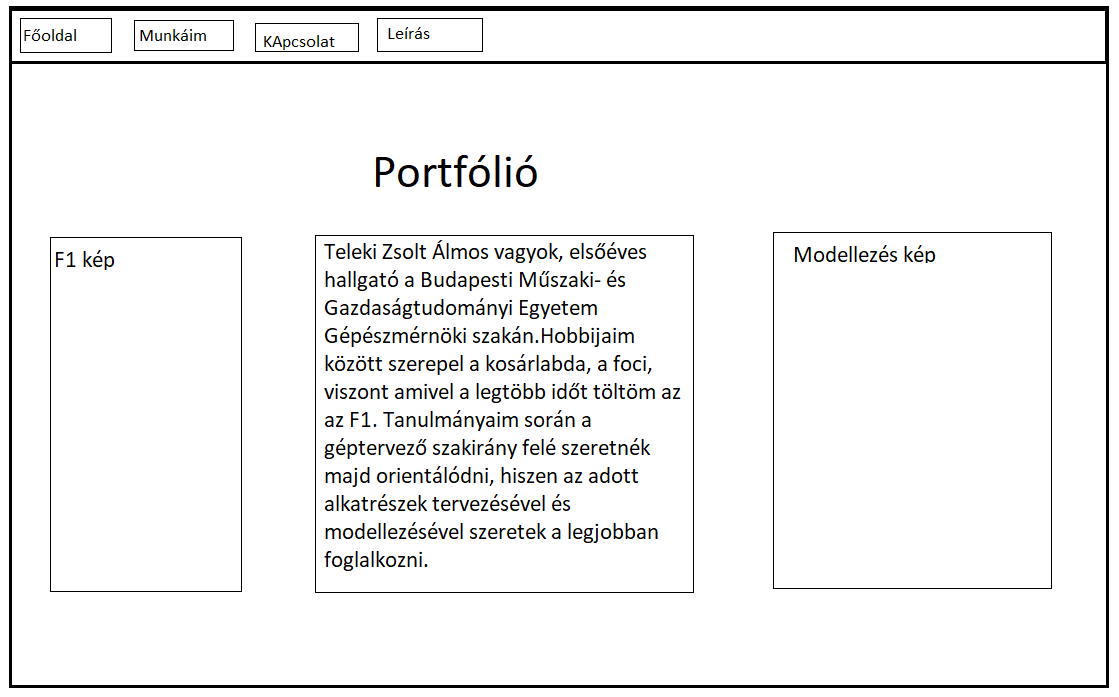 Főoldal
Munkáim
KApcsolat
Leírás
Portfólió
F1 kép
Teleki Zsolt Álmos vagyok, elsőéves
hallgató a Budapesti Műszaki- és
Gazdaságtudományi Egyetem
Gépészmérnöki szakán.Hobbijaim
között szerepel a kosárlabda, a foci,
viszont amivel a legtöbb időt töltöm az
az F1. Tanulmányaim során a
géptervező szakirány felé szeretnék
majd orientálódni, hiszen az adott
alkatrészek tervezésével és
modellezésével szeretek a legjobban
foglalkozni.
Modellezés kép